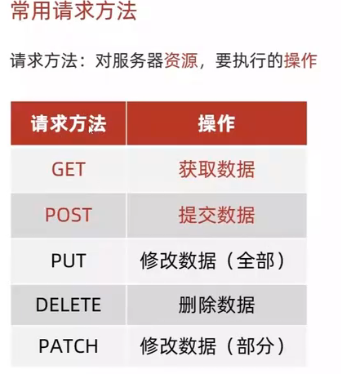 常用请求方法
请求方法：对服务器资源，要执行的操作
请求方法 操作
GET 获取数据
POST 提交数据
PUT 修改数据（全部）
DELETE 删除数据
PATCH 修改数据（部分）